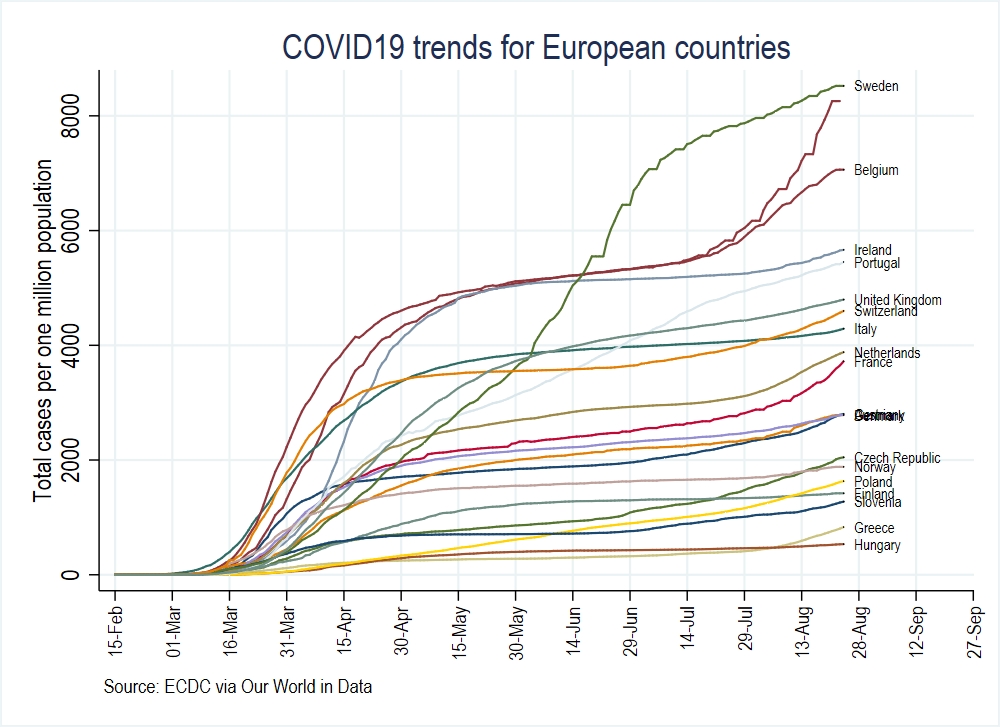 COVID19 trends for European countries
Total cases per one million population
8000
6000
4000
2000
0
Sweden
Belgium
Ireland
Portugal
United Kingdom
Switzerland
Italy
Netherlands
France
Czech Republic
Norway
Poland
Finland
Slovenia
Greece
Hungary
15-Feb
01-Mar
16-Mar
31-Mar
15-Apr
30-Apr
15-May
30-May
14-Jun
29-Jun
14-Jul
29-Jul
13-Aug
28-Aug
12-Sep
27-Sep
Source: ECDC via Our World in Data